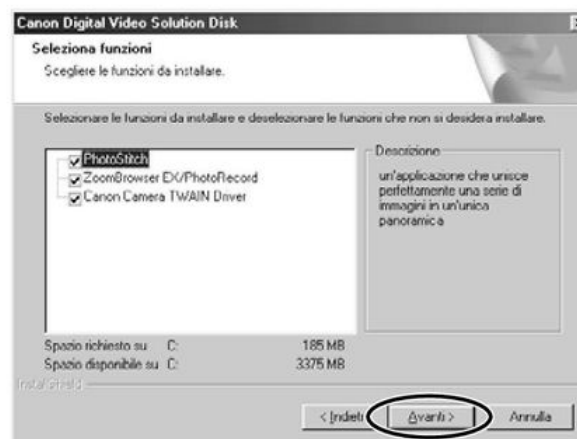 Canon Digital Video Solution Disk
Seleziona funzioni
Scegliere le funzioni da installare.
Selezionare le funzioni da installare e deselezionare le funzioni che non si desidera installare.
PhotoStitch
ZoomBrowser EX/PhotoRecord
Canon Camera TWAIN Driver
Descrizione
un'applicazione che unisce
perfettamente una serie di
immagini in un'unica
panoramica
Spazio richiesto su C: 185 MB
Spazio disponibile su C: 3375 MB
InstallShield
< Indietr Avanti > Annulla